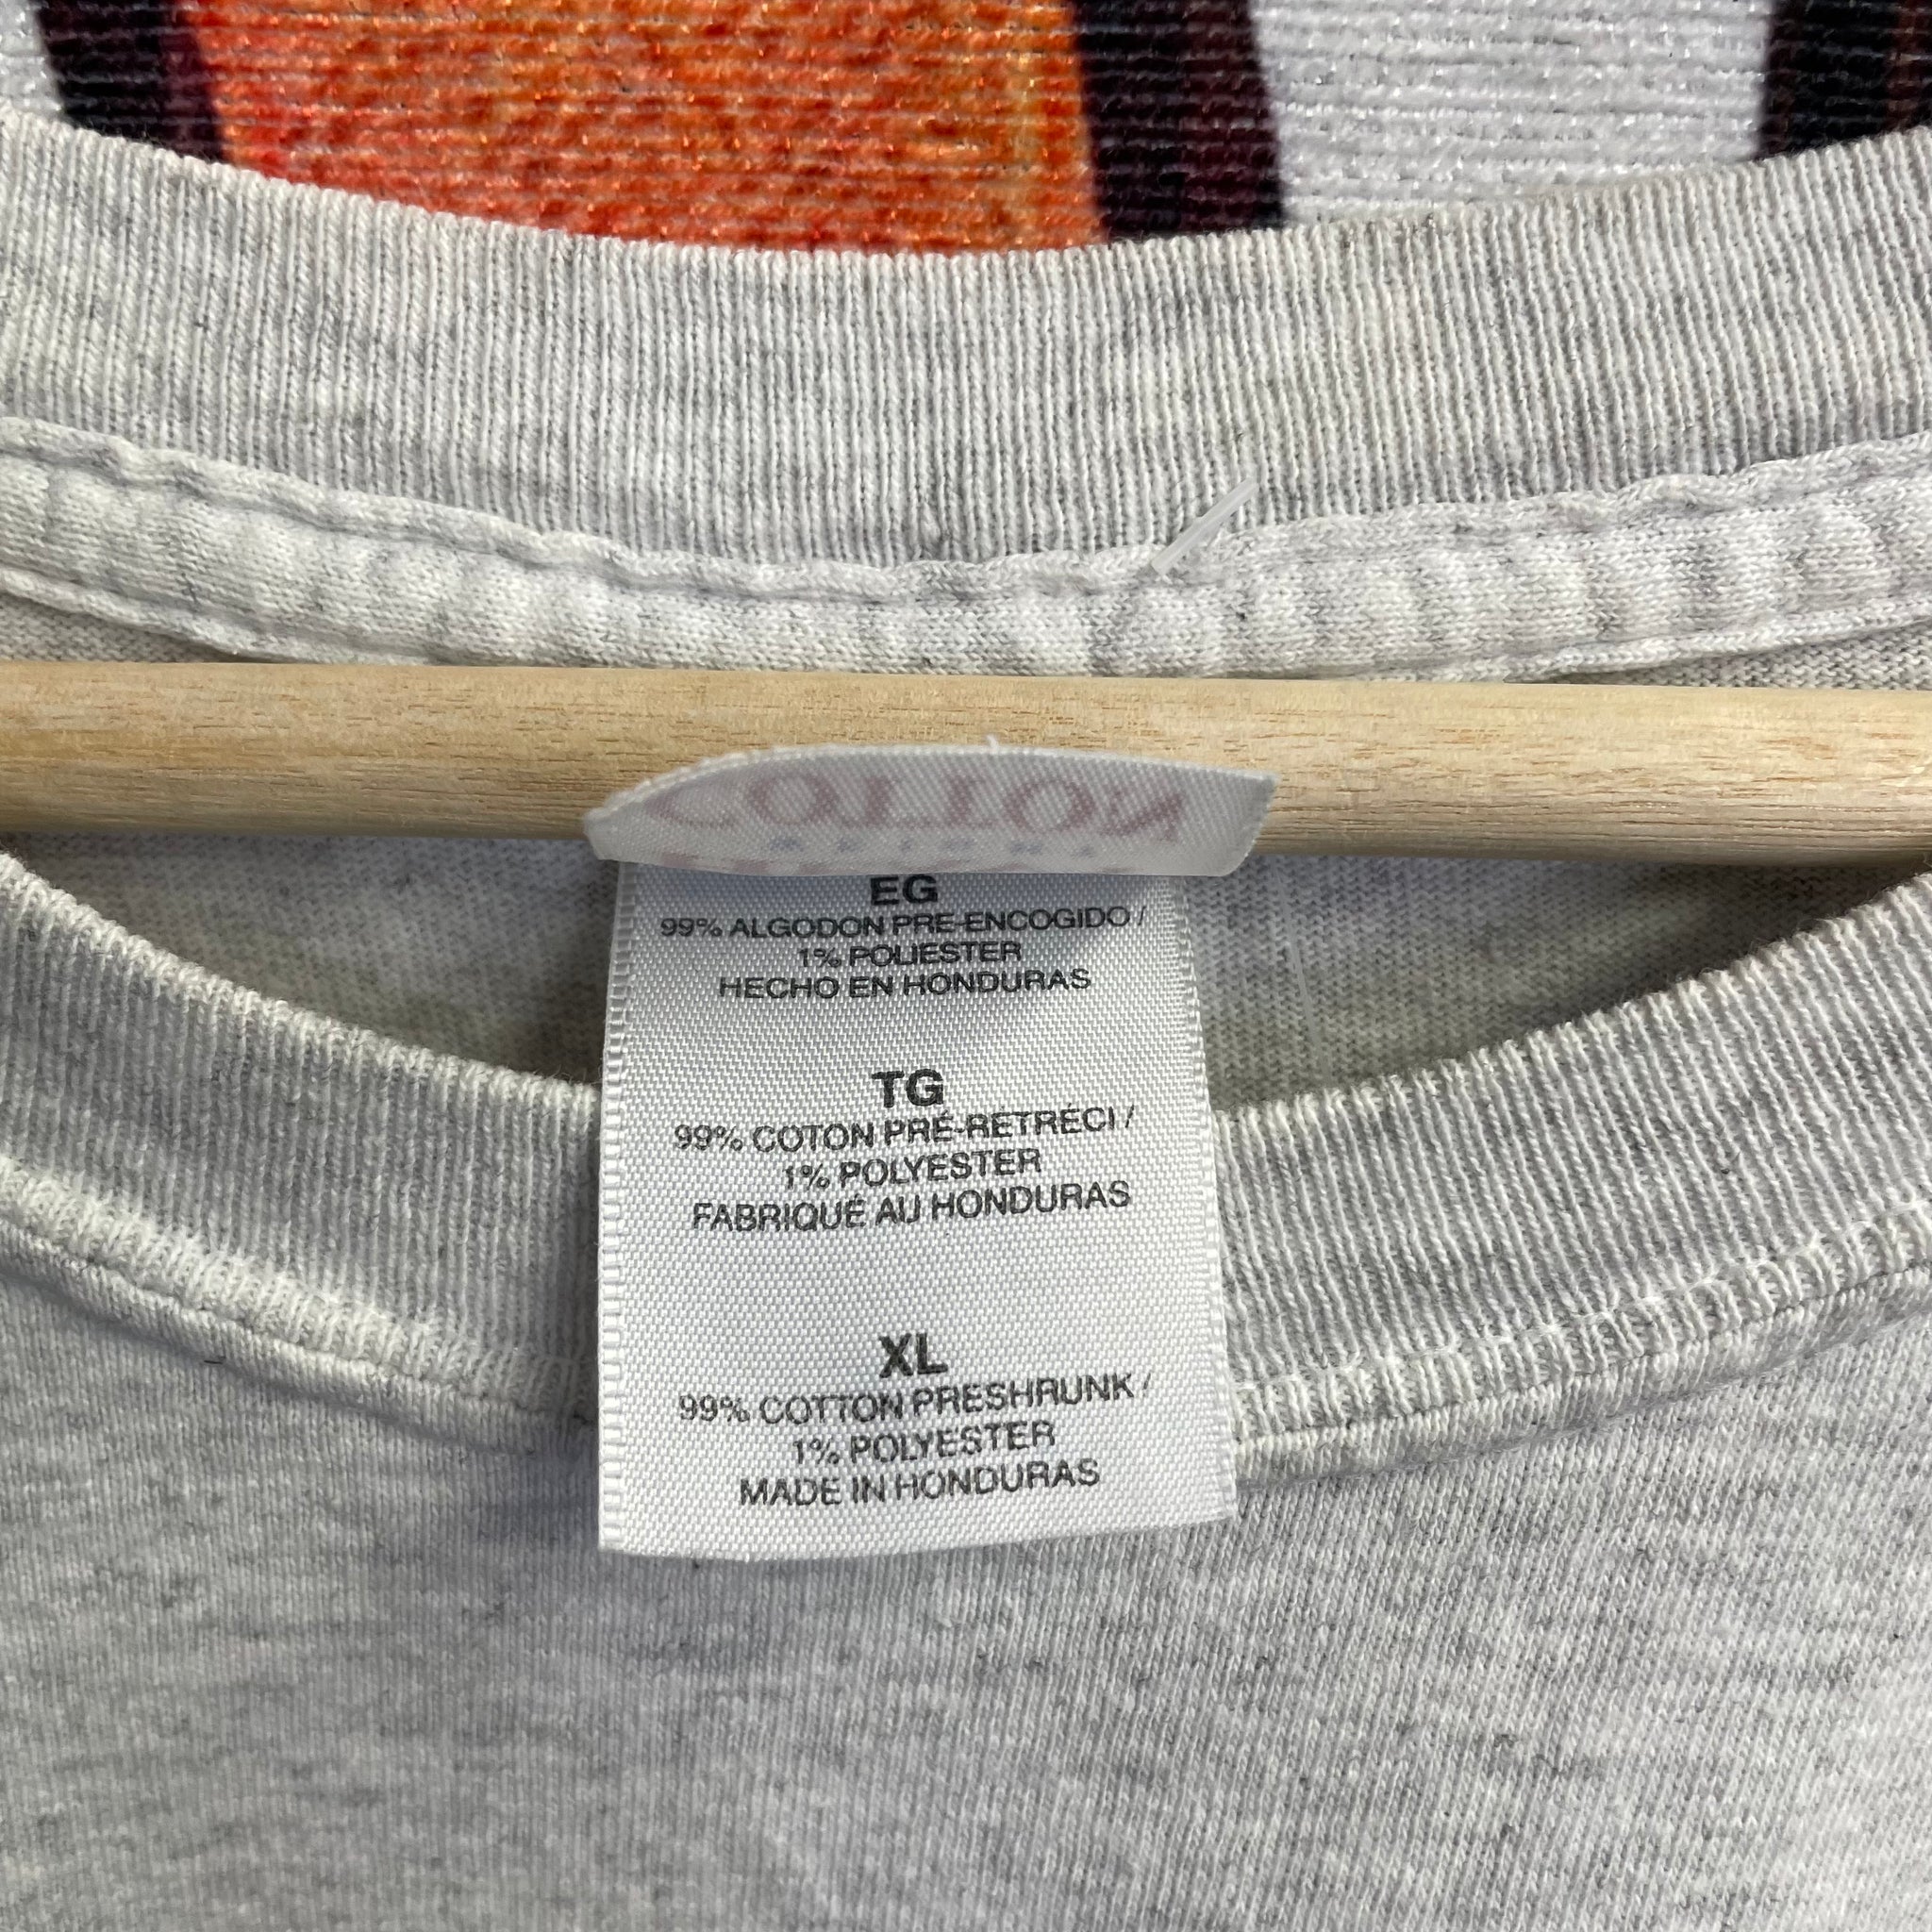 COTTON
EG
99% ALGODON PRE-ENCOGIDO /
1% POLIESTER
HECHO EN HONDURAS
TG
99% COTON PRÉ-RETRÉCI /
1% POLYESTER
FABRIQUÉ AU HONDURAS
XL
99% COTTON PRESHRUNK /
1% POLYESTER
MADE IN HONDURAS